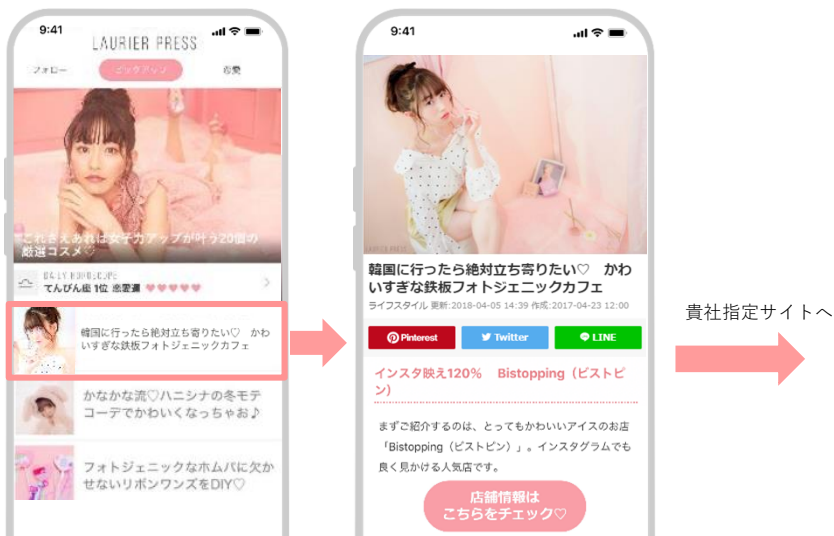 9:41
LAURIER PRESS
フォロー
ピックアップ
恋愛
これさえあれば女子力アップが叶う20個の
厳選コスメ♡
DAILY HOROSCOPE
てんびん座 1位 恋愛運 ♥♥♥♥♥
韓国に行ったら絶対立ち寄りたい♡ かわ
いすぎな鉄板フォトジェニックカフェ
かなかな流♡ハニシナの冬モテ
コーデでかわいくなっちゃお♪
フォトジェニックなホムパに欠か
せないリボンワンズをDIY♡
9:41
LAURIER PRESS
韓国に行ったら絶対立ち寄りたい♡ かわ
いすぎな鉄板フォトジェニックカフェ
ライフスタイル 更新:2018-04-05 14:39 作成:2017-04-23 12:00
Pinterest
Twitter
LINE
インスタ映え120% Bistopping（ビストピ
ン）
まずご紹介するのは、とってもかわいいアイスのお店
「Bistopping（ビストピン）」。インスタグラムでも
良く見かける人気店です。
店舗情報は
こちらをチェック♡
貴社指定サイトへ